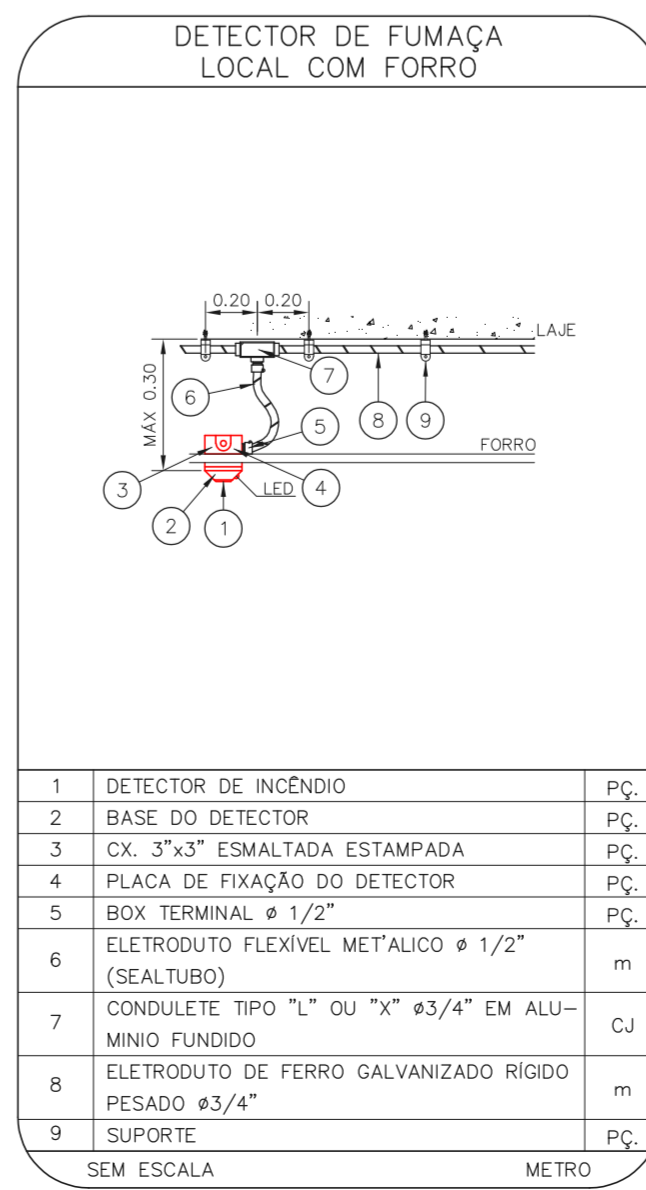 DETECTOR DE FUMAÇA
LOCAL COM FORRO
0.20 0.20
LAJE
MÁX 0.30
7
6
8
9
5
FORRO
3
LED
4
2
1
1 DETECTOR DE INCÊNDIO PÇ.
2 BASE DO DETECTOR PÇ.
3 CX. 3"x3" ESMALTADA ESTAMPADA PÇ.
4 PLACA DE FIXAÇÃO DO DETECTOR PÇ.
5 BOX TERMINAL ø 1/2" PÇ.
6 ELETRODUTO FLEXÍVEL MET'ALICO ø 1/2"
(SEALTUBO) m
7 CONDULETE TIPO "L" OU "X" ø3/4" EM ALU-
MINIO FUNDIDO CJ
8 ELETRODUTO DE FERRO GALVANIZADO RÍGIDO
PESADO ø3/4" m
9 SUPORTE PÇ.
SEM ESCALA METRO